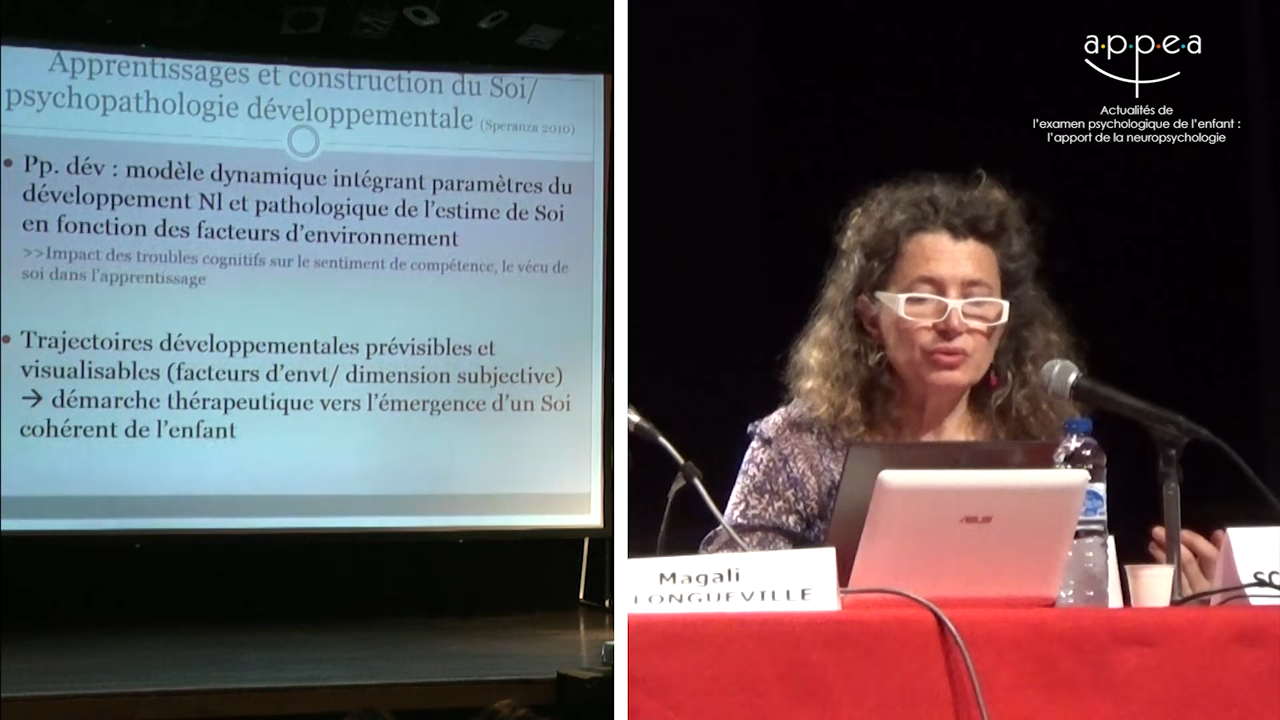 Apprentissages et construction du Soi/
psychopathologie développementale (Speranza 2010)
• Pp. dév : modèle dynamique intégrant paramètres du
développement Nl et pathologique de l'estime de Soi
en fonction des facteurs d'environnement
>>Impact des troubles cognitifs sur le sentiment de compétence, le vécu de
soi dans l'apprentissage
• Trajectoires développementales prévisibles et
visualisables (facteurs d'envt/ dimension subjective)
→ démarche thérapeutique vers l'émergence d'un Soi
cohérent de l'enfant
a·p·p·e·a
Actualités de
l'examen psychologique de l'enfant :
l'apport de la neuropsychologie
ASUS
Magali
LONGUEVILLE
SC